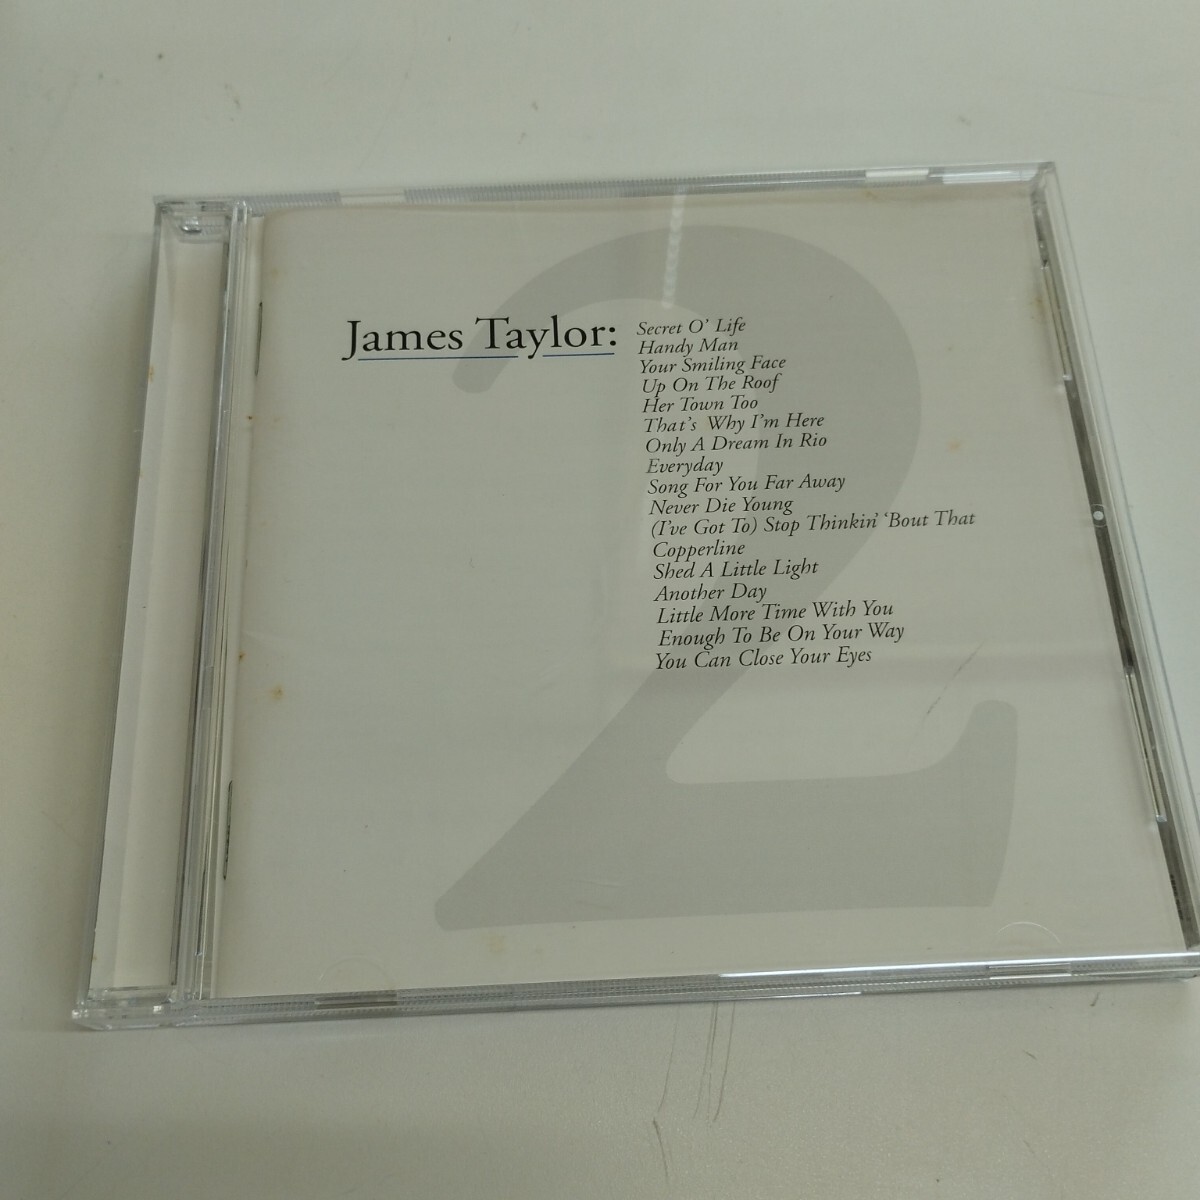 James Taylor:
2
Secret O' Life
Handy Man
Your Smiling Face
Up On The Roof
Her Town Too
That's Why I'm Here
Only A Dream In Rio
Everyday
Song For You Far Away
Never Die Young
(I've Got To) Stop Thinkin' 'Bout That
Copperline
Shed A Little Light
Another Day
Little More Time With You
Enough To Be On Your Way
You Can Close Your Eyes